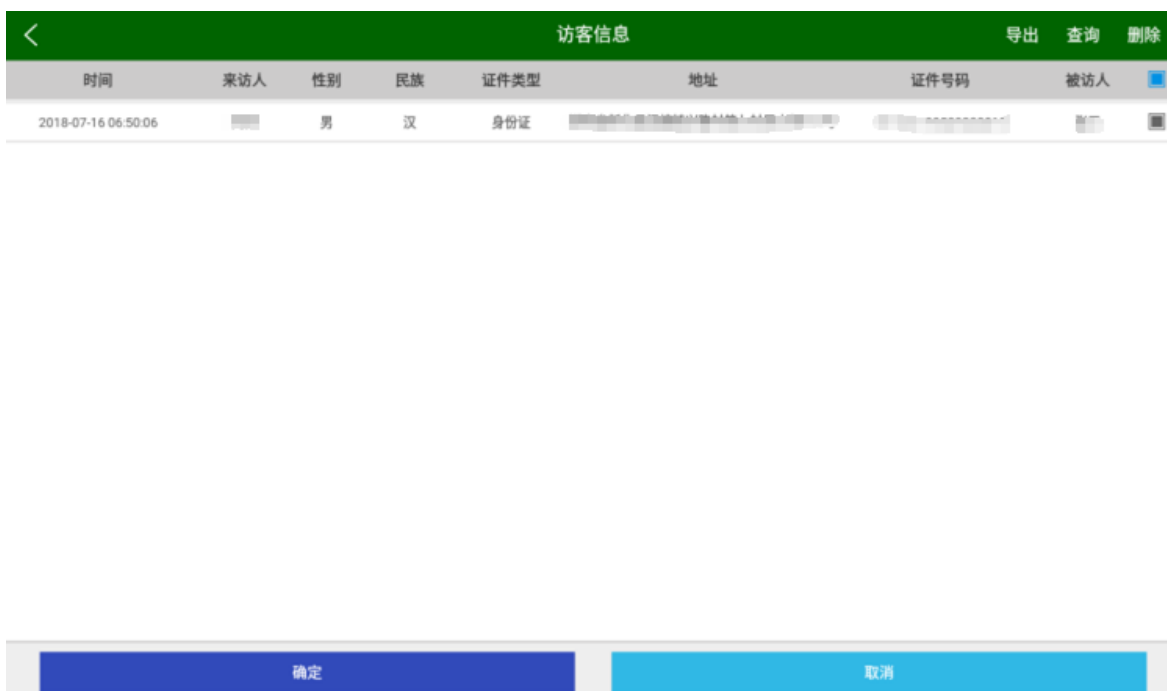 访客信息 导出 查询 删除
时间 来访人 性别 民族 证件类型 地址 证件号码 被访人
2018-07-16 06:50:06 男 汉 身份证
确定 取消